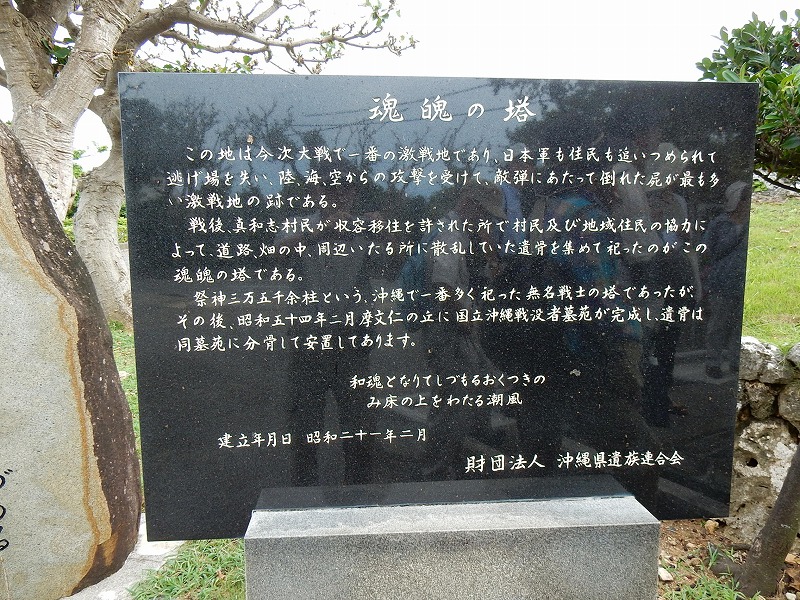 魂魄の塔
この地は今次大戦で一番の激戦地であり、日本軍も住民も追いつめられて
逃げ場を失い、陸、海、空からの攻撃を受けて、敵弾にあたって倒れた屍が最も多
い激戦地の跡である。
戦後、真和志村民が収容移住を許された所で村民及び地域住民の協力に
よって、道路、畑の中、周辺いたる所に散乱していた遺骨を集めて祀ったのがこの
魂魄の塔である。
祭神三万五千余柱という、沖縄で一番多く祀った無名戦士の塔であったが、
その後、昭和五十四年二月摩文仁の丘に国立沖縄戦没者墓苑が完成し、遺骨は
同墓苑に分骨して安置してあります。
和魂となりてしづもるおくつきの
み床の上をわたる潮風
建立年月日 昭和二十一年二月
財団法人 沖縄県遺族連合会